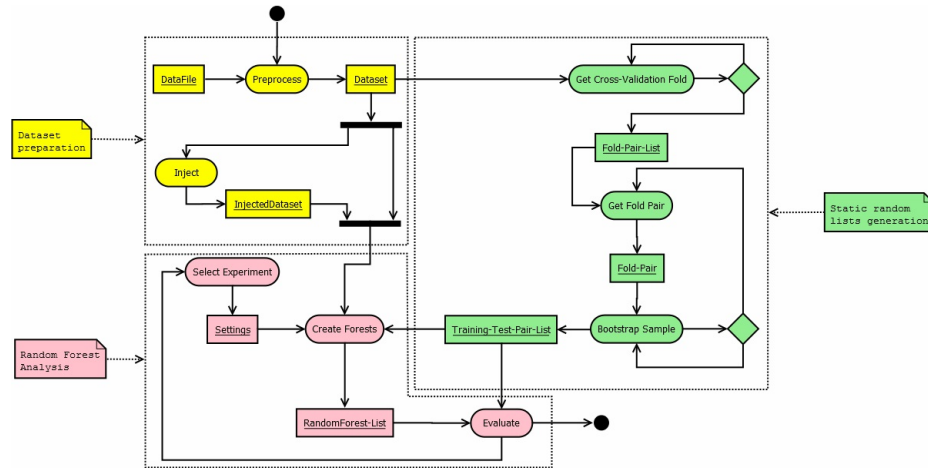 DataFile
Preprocess
Dataset
Get Cross-Validation Fold
Dataset
preparation
Fold-Pair-List
Inject
InjectedDataset
Get Fold Pair
Static random
lists generation
Fold-Pair
Select Experiment
Settings
Create Forests
Training-Test-Pair-List
Bootstrap Sample
Random Forest
Analysis
RandomForest-List
Evaluate